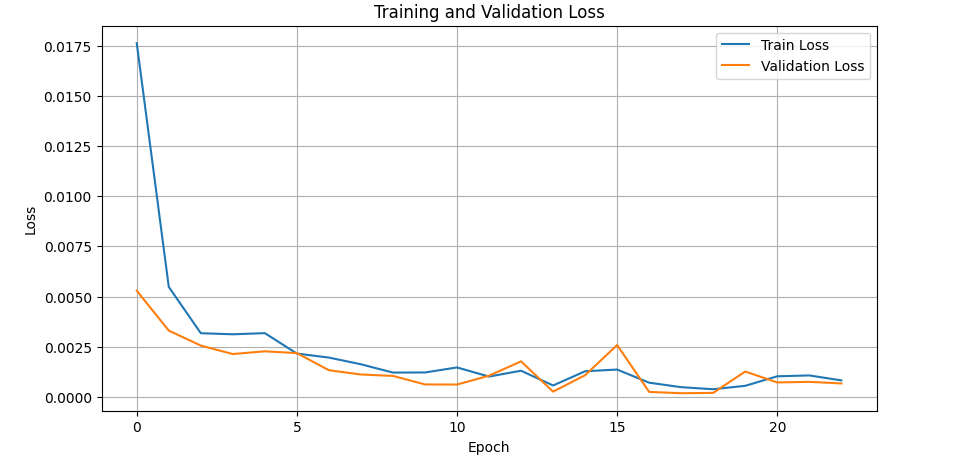 Training and Validation Loss
Train Loss
Validation Loss
0.0175
0.0150
0.0125
0.0100
0.0075
0.0050
0.0025
0.0000
Loss
0 5 10 15 20
Epoch